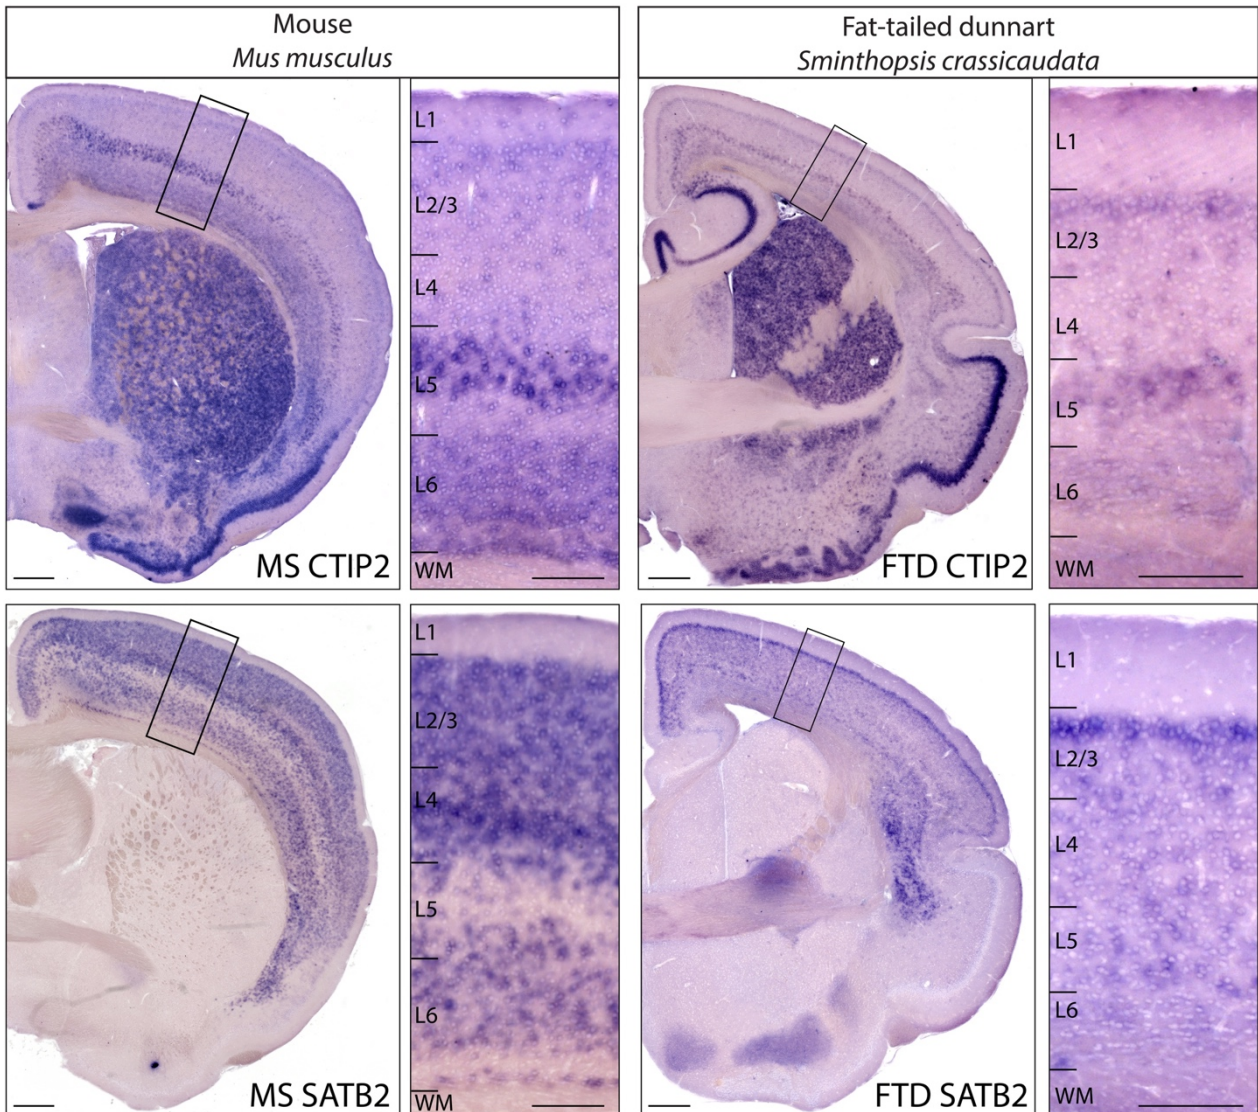 Mouse
Mus musculus
Fat-tailed dunnart
Sminthopsis crassicaudata
L1
L2/3
L4
L5
L6
WM
MS CTIP2
L1
L2/3
L4
L5
L6
WM
FTD CTIP2
L1
L2/3
L4
L5
L6
WM
MS SATB2
L1
L2/3
L4
L5
L6
WM
FTD SATB2